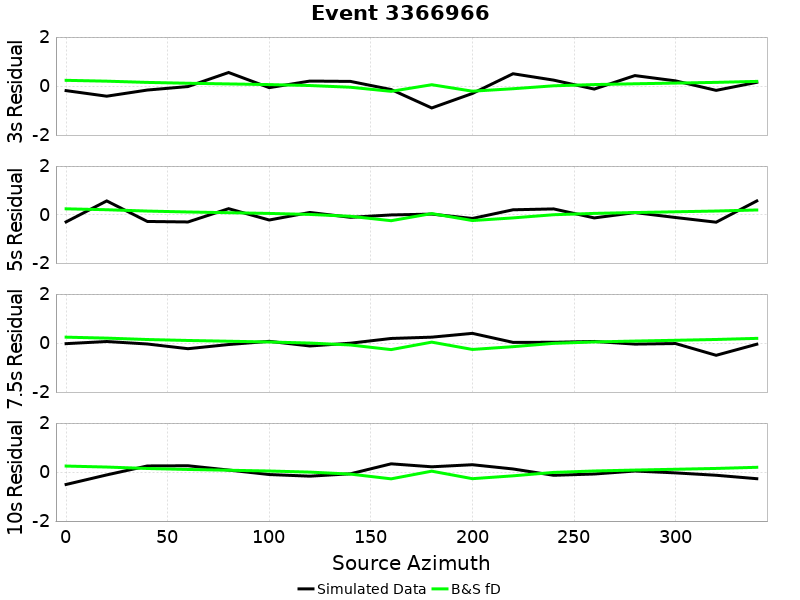 Event 3366966
3s Residual
2
0
-2
5s Residual
2
0
-2
7.5s Residual
2
0
-2
10s Residual
2
0
-2
0 50 100 150 200 250 300
Source Azimuth
Simulated Data B&S fD